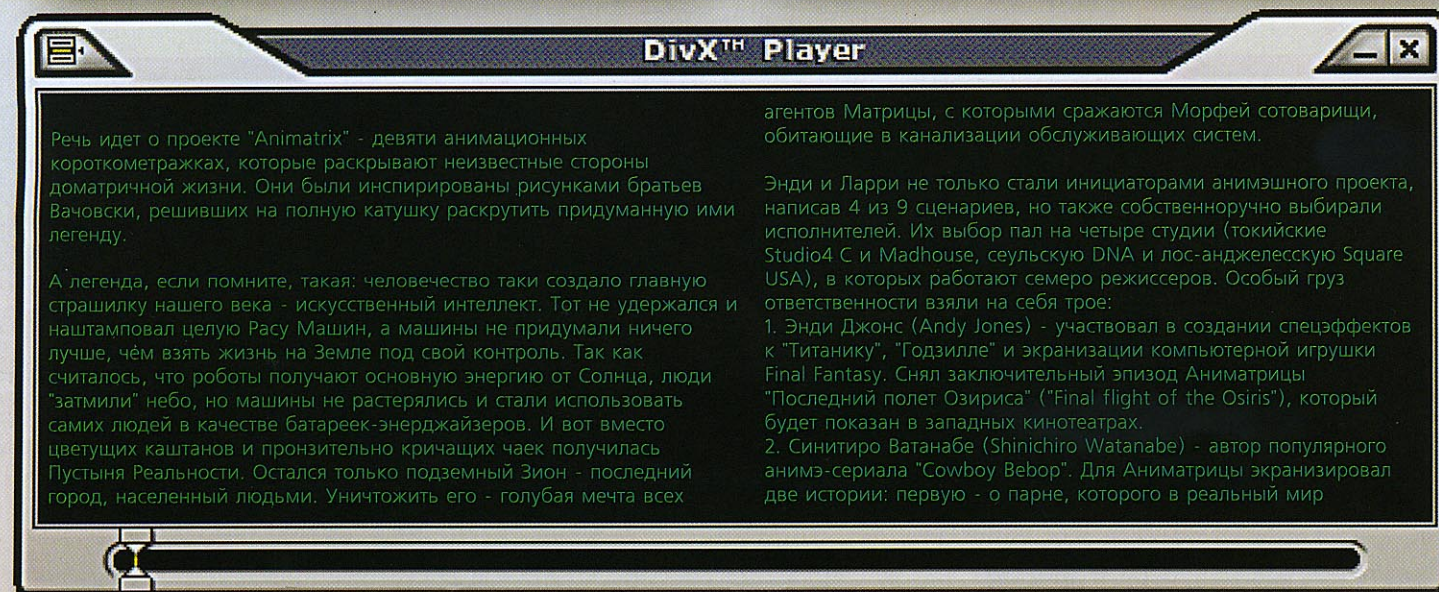 DivX™ Player
Речь идет о проекте "Animatrix" - девяти анимационных
короткометражках, которые раскрывают неизвестные стороны
доматричной жизни. Они были инспирированы рисунками братьев
Вачовски, решивших на полную катушку раскрутить придуманную ими
легенду.
А легенда, если помните, такая: человечество таки создало главную
страшилку нашего века - искусственный интеллект. Тот не удержался и
наштамповал целую Расу Машин, а машины не придумали ничего
лучше, чем взять жизнь на Земле под свой контроль. Так как
считалось, что роботы получают основную энергию от Солнца, люди
"затмили" небо, но машины не растерялись и стали использовать
самих людей в качестве батареек-энерджайзеров. И вот вместо
цветущих каштанов и пронзительно кричащих чаек получилась
Пустыня Реальности. Остался только подземный Зион - последний
город, населенный людьми. Уничтожить его - голубая мечта всех
агентов Матрицы, с которыми сражаются Морфей сотоварищи,
обитающие в канализации обслуживающих систем.
Энди и Ларри не только стали инициаторами анимэшного проекта,
написав 4 из 9 сценариев, но также собственноручно выбирали
исполнителей. Их выбор пал на четыре студии (токийские
Studio4 C и Madhouse, сеульскую DNA и лос-анджелесскую Square
USA), в которых работают семеро режиссеров. Особый груз
ответственности взяли на себя трое:
1. Энди Джонс (Andy Jones) - участвовал в создании спецэффектов
к "Титанику", "Годзилле" и экранизации компьютерной игрушки
Final Fantasy. Снял заключительный эпизод Аниматрицы
"Последний полет Озириса" ("Final flight of the Osiris"), который
будет показан в западных кинотеатрах.
2. Синитиро Ватанабе (Shinichiro Watanabe) - автор популярного
анимэ-сериала "Cowboy Bebop". Для Аниматрицы экранизировал
две истории: первую - о парне, которого в реальный мир